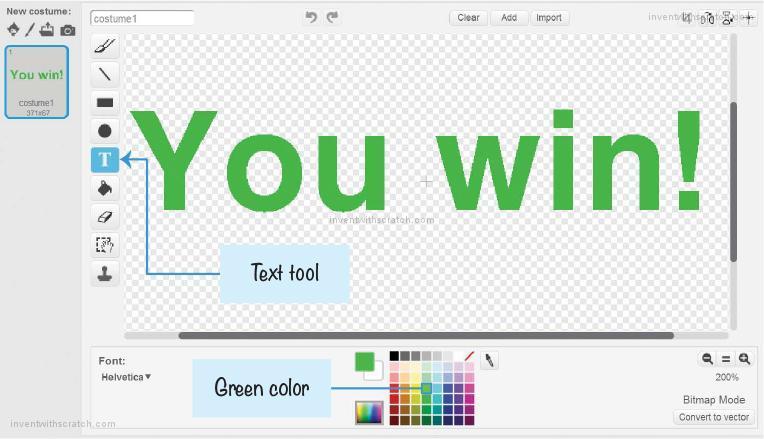 New costume:
costume1
Clear
Add
Import
inventwithscratch.com
1
You win!
costume1
371x67
You win!
T
inventwithscratch.com
Text tool
Font:
Helvetica
Green color
200%
Bitmap Mode
Convert to vector
inventwithscratch.com